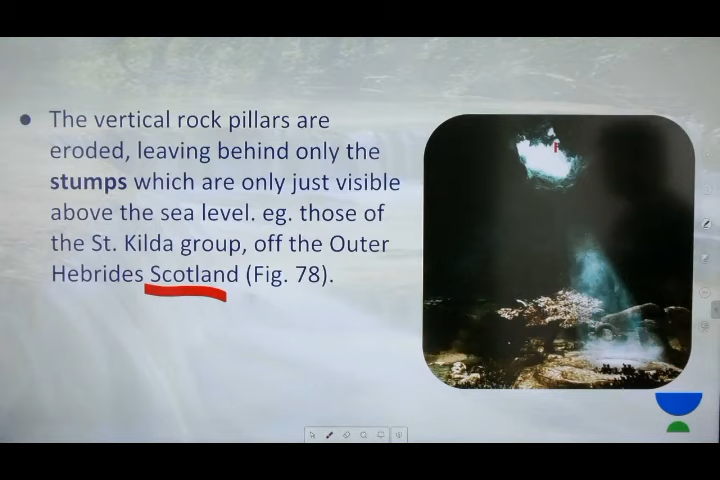 ● The vertical rock pillars are
eroded, leaving behind only the
stumps which are only just visible
above the sea level. eg. those of
the St. Kilda group, off the Outer
Hebrides Scotland (Fig. 78).